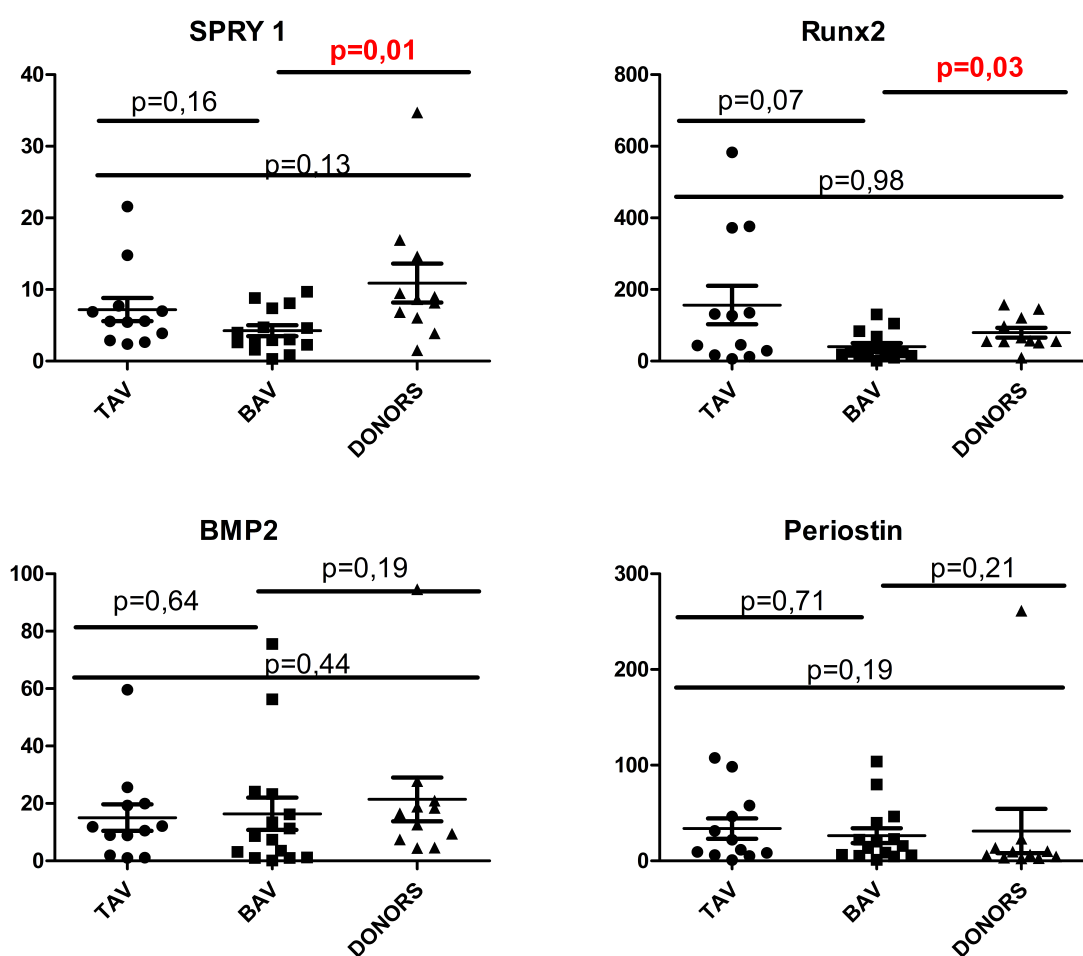 SPRY 1
p=0,01
p=0,16
p=0,13
40
30
20
10
0
TAV
BAV
DONORS
Runx2
p=0,03
p=0,07
p=0,98
800
600
400
200
0
TAV
BAV
DONORS
BMP2
p=0,19
p=0,64
p=0,44
100
80
60
40
20
0
TAV
BAV
DONORS
Periostin
p=0,21
p=0,71
p=0,19
300
200
100
0
TAV
BAV
DONORS